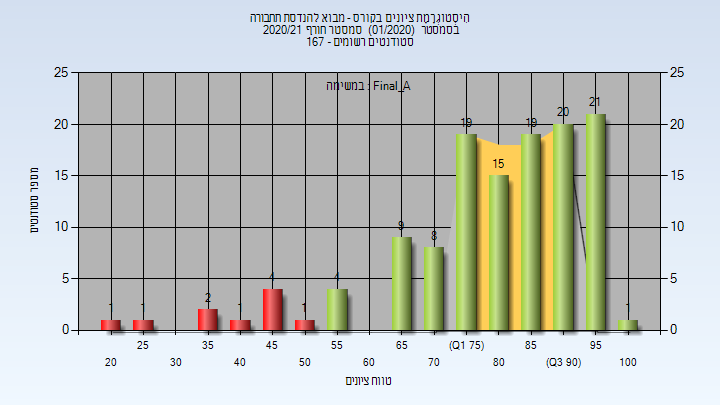 היסטוגרמת ציונים בקורס - מבוא להנדסת תחבורה
בסמסטר (01/2020) סמסטר חורף 2020/21
סטודנטים רשומים - 167
במשימה : Final_A
25 25
20 20
15 15
10 10
5 5
0 0
מספר סטודנטים
1 1 2 1 4 1 4 9 8 19 15 19 20 21 1
25 35 45 55 65 (Q1 75) 85 95
20 30 40 50 60 70 80 (Q3 90) 100
טווח ציונים